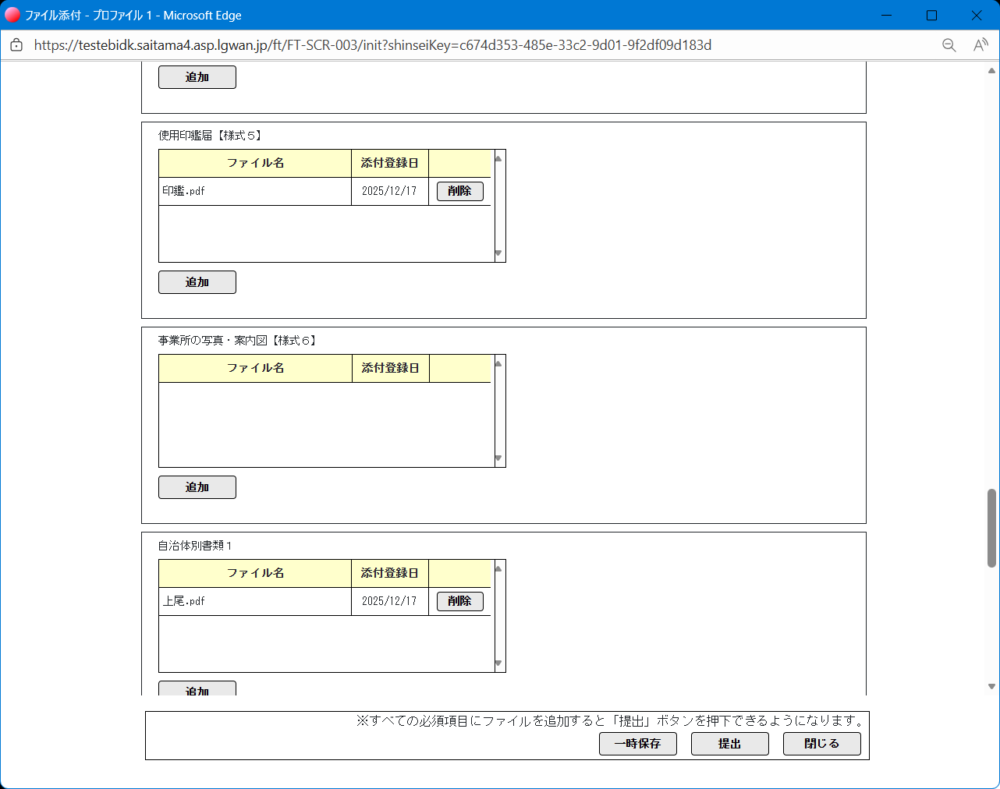 ファイル添付 - プロファイル 1 - Microsoft Edge
https://testebidk.saitama4.asp.lgwan.jp/ft/FT-SCR-003/init?shinseiKey=c674d353-485e-33c2-9d01-9f2df09d183d
追加
使用印鑑届【様式５】
ファイル名 添付登録日
印鑑.pdf 2025/12/17 削除
追加
事業所の写真・案内図【様式６】
ファイル名 添付登録日
追加
自治体別書類１
ファイル名 添付登録日
上尾.pdf 2025/12/17 削除
追加
※すべての必須項目にファイルを追加すると「提出」ボタンを押下できるようになります。
一時保存 提出 閉じる